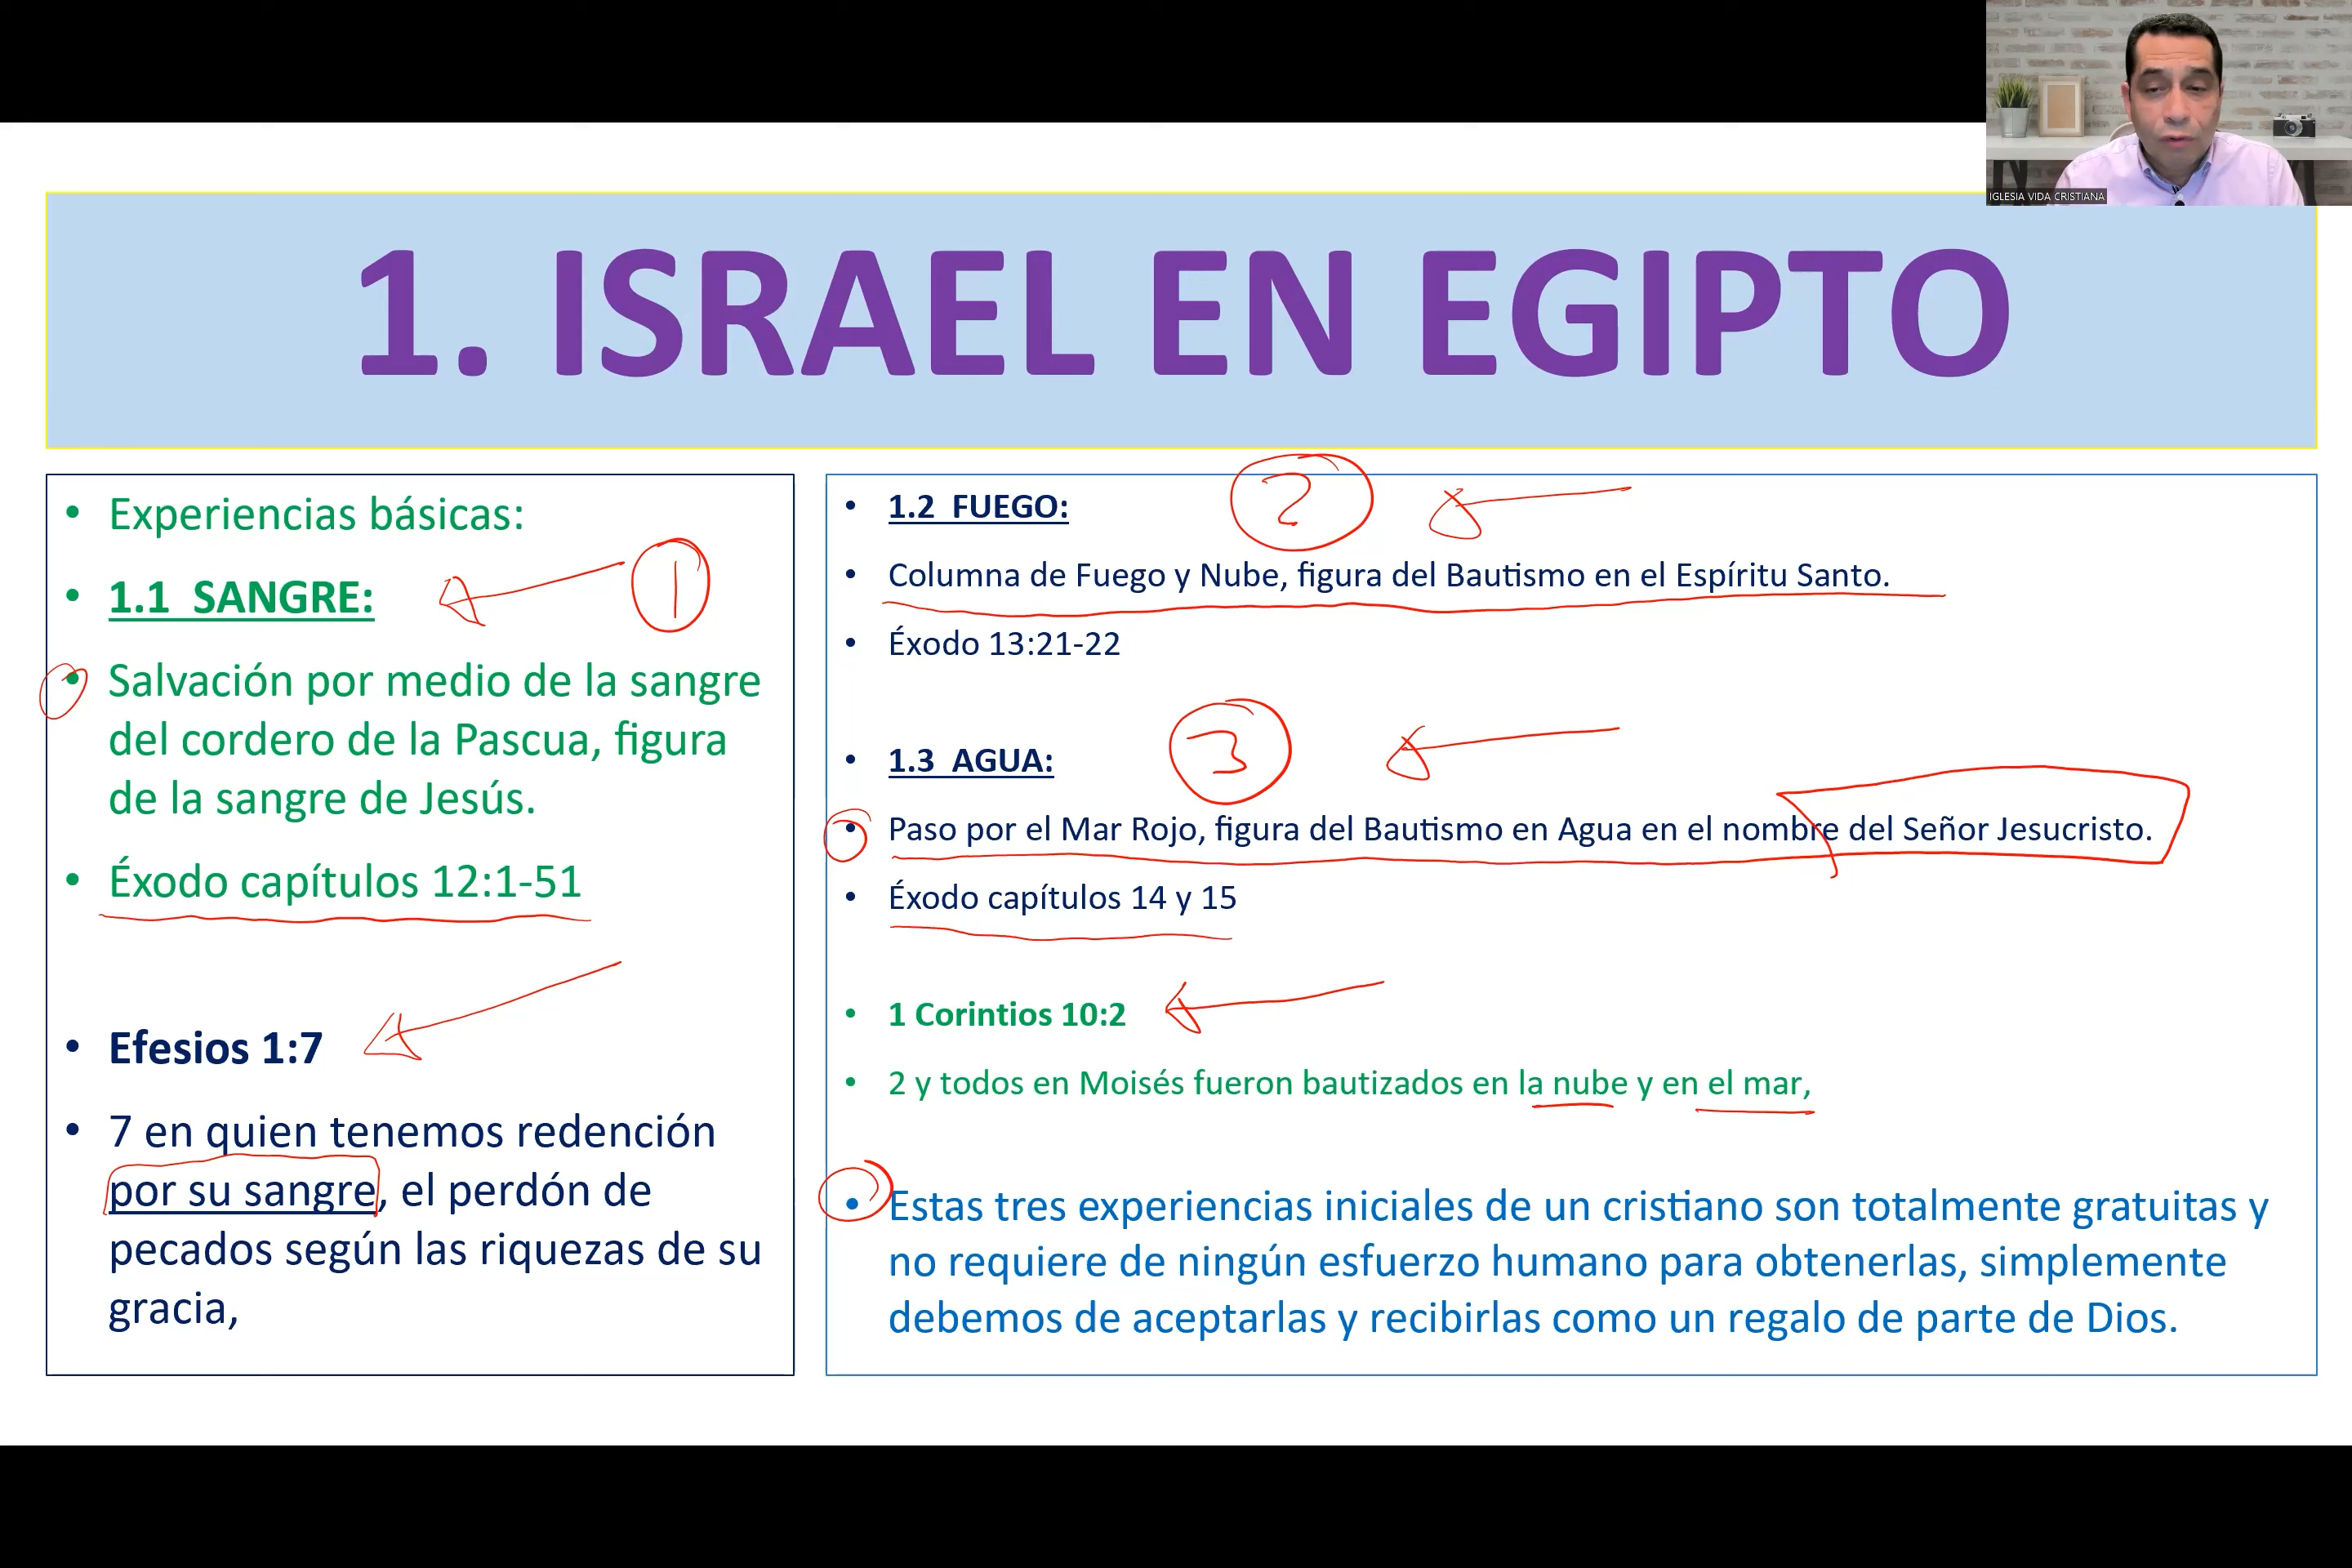 IGLESIA VIDA CRISTIANA
1. ISRAEL EN EGIPTO
• Experiencias básicas:
• 1.1 SANGRE:
1
• Salvación por medio de la sangre
del cordero de la Pascua, figura
de la sangre de Jesús.
• Éxodo capítulos 12:1-51
• Efesios 1:7
• 7 en quien tenemos redención
por su sangre, el perdón de
pecados según las riquezas de su
gracia,
• 1.2 FUEGO:
2
• Columna de Fuego y Nube, figura del Bautismo en el Espíritu Santo.
• Éxodo 13:21-22
• 1.3 AGUA:
3
• Paso por el Mar Rojo, figura del Bautismo en Agua en el nombre del Señor Jesucristo.
• Éxodo capítulos 14 y 15
• 1 Corintios 10:2
• 2 y todos en Moisés fueron bautizados en la nube y en el mar,
• Estas tres experiencias iniciales de un cristiano son totalmente gratuitas y
no requiere de ningún esfuerzo humano para obtenerlas, simplemente
debemos de aceptarlas y recibirlas como un regalo de parte de Dios.